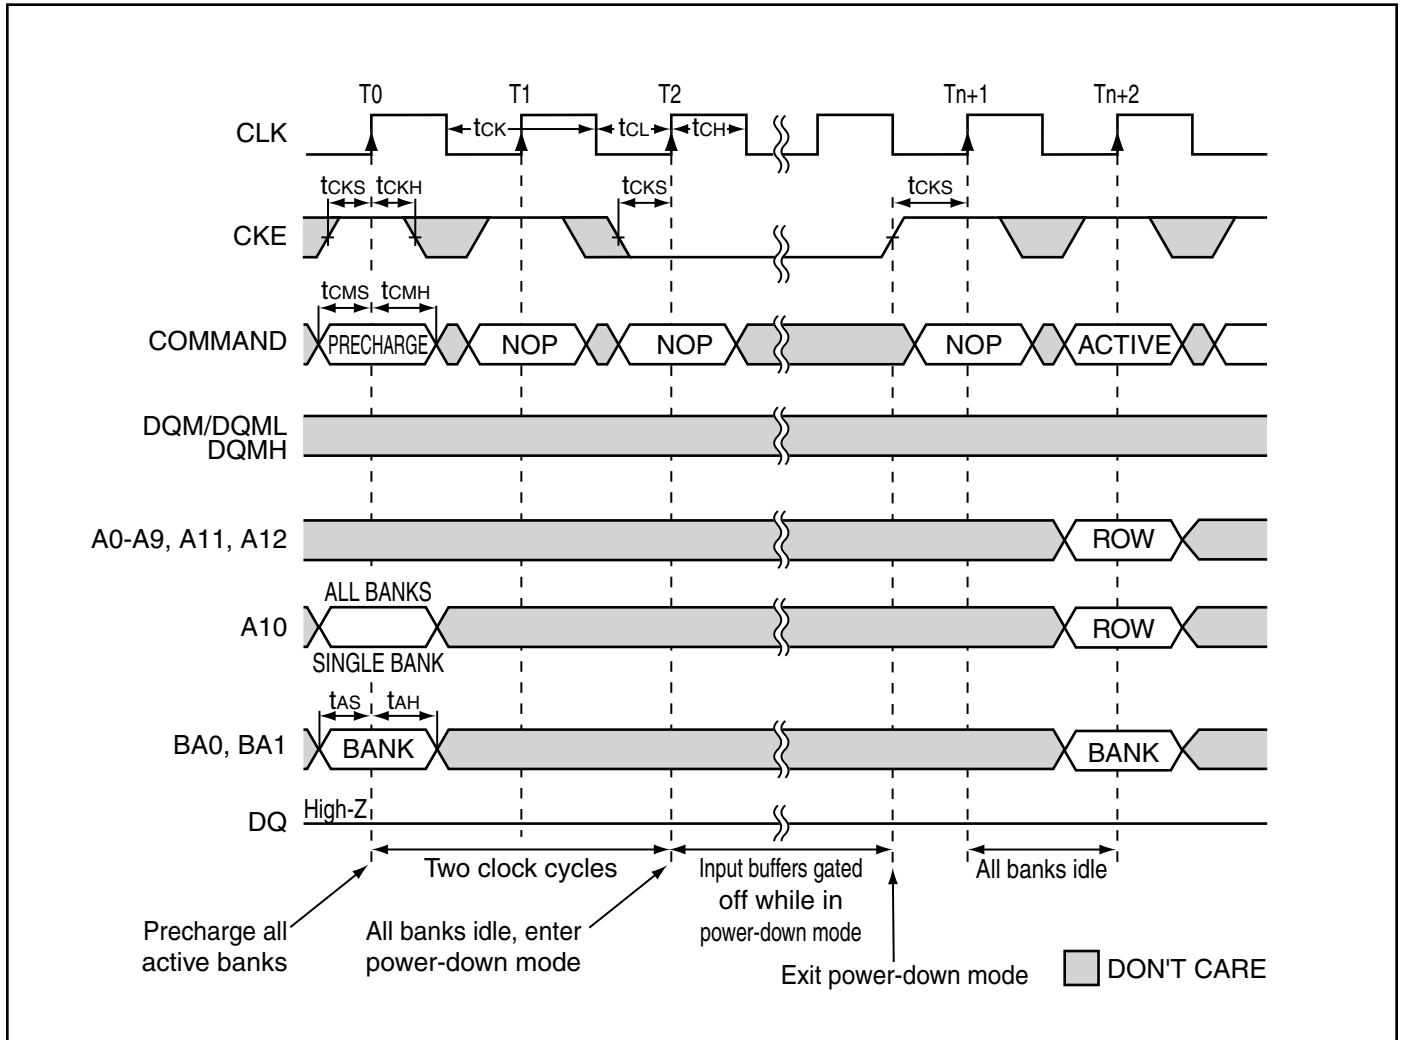 T0 T1 T2 Tn+1 Tn+2
CLK tCK tCL tCH
tCKS tCKH tCKS tCKS
CKE
tCMS tCMH
COMMAND PRECHARGE NOP NOP NOP ACTIVE
DQM/DQML
DQMH
A0-A9, A11, A12 ROW
ALL BANKS
A10 ROW
SINGLE BANK
tAS tAH
BA0, BA1 BANK BANK
DQ High-Z
Two clock cycles
Input buffers gated
off while in
power-down mode
All banks idle
Precharge all
active banks
All banks idle, enter
power-down mode
Exit power-down mode
DON'T CARE